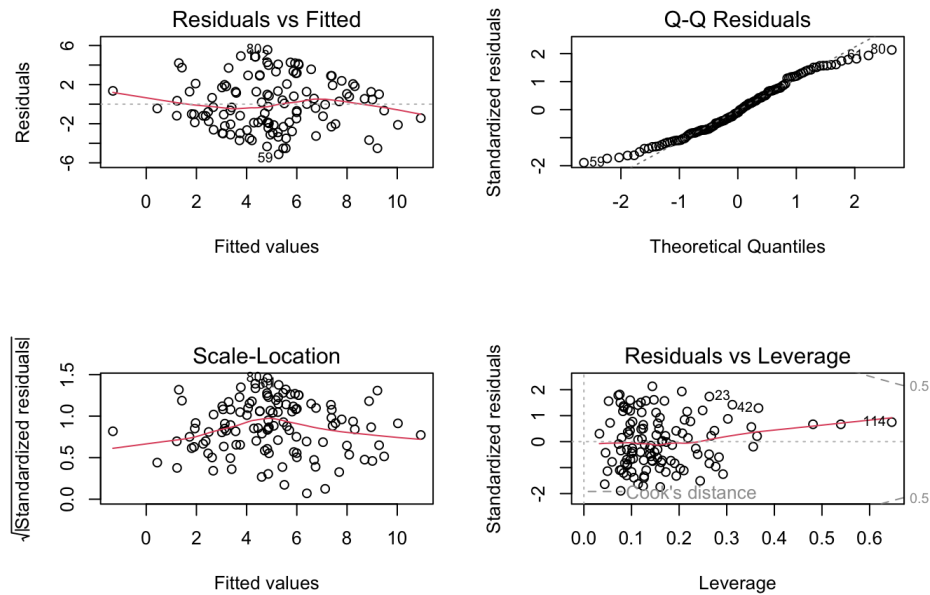 Residuals vs Fitted
Residuals
6
2
-2
-6
80
59
0 2 4 6 8 10
Fitted values
Q-Q Residuals
Standardized residuals
2
1
0
-2
61
80
59
-2 -1 0 1 2
Theoretical Quantiles
Scale-Location
√|Standardized residuals|
1.5
1.0
0.5
0.0
80
0 2 4 6 8 10
Fitted values
Residuals vs Leverage
Standardized residuals
2
1
0
-2
23
42
114
0.5
0.5
Cook's distance
0.0 0.1 0.2 0.3 0.4 0.5 0.6
Leverage